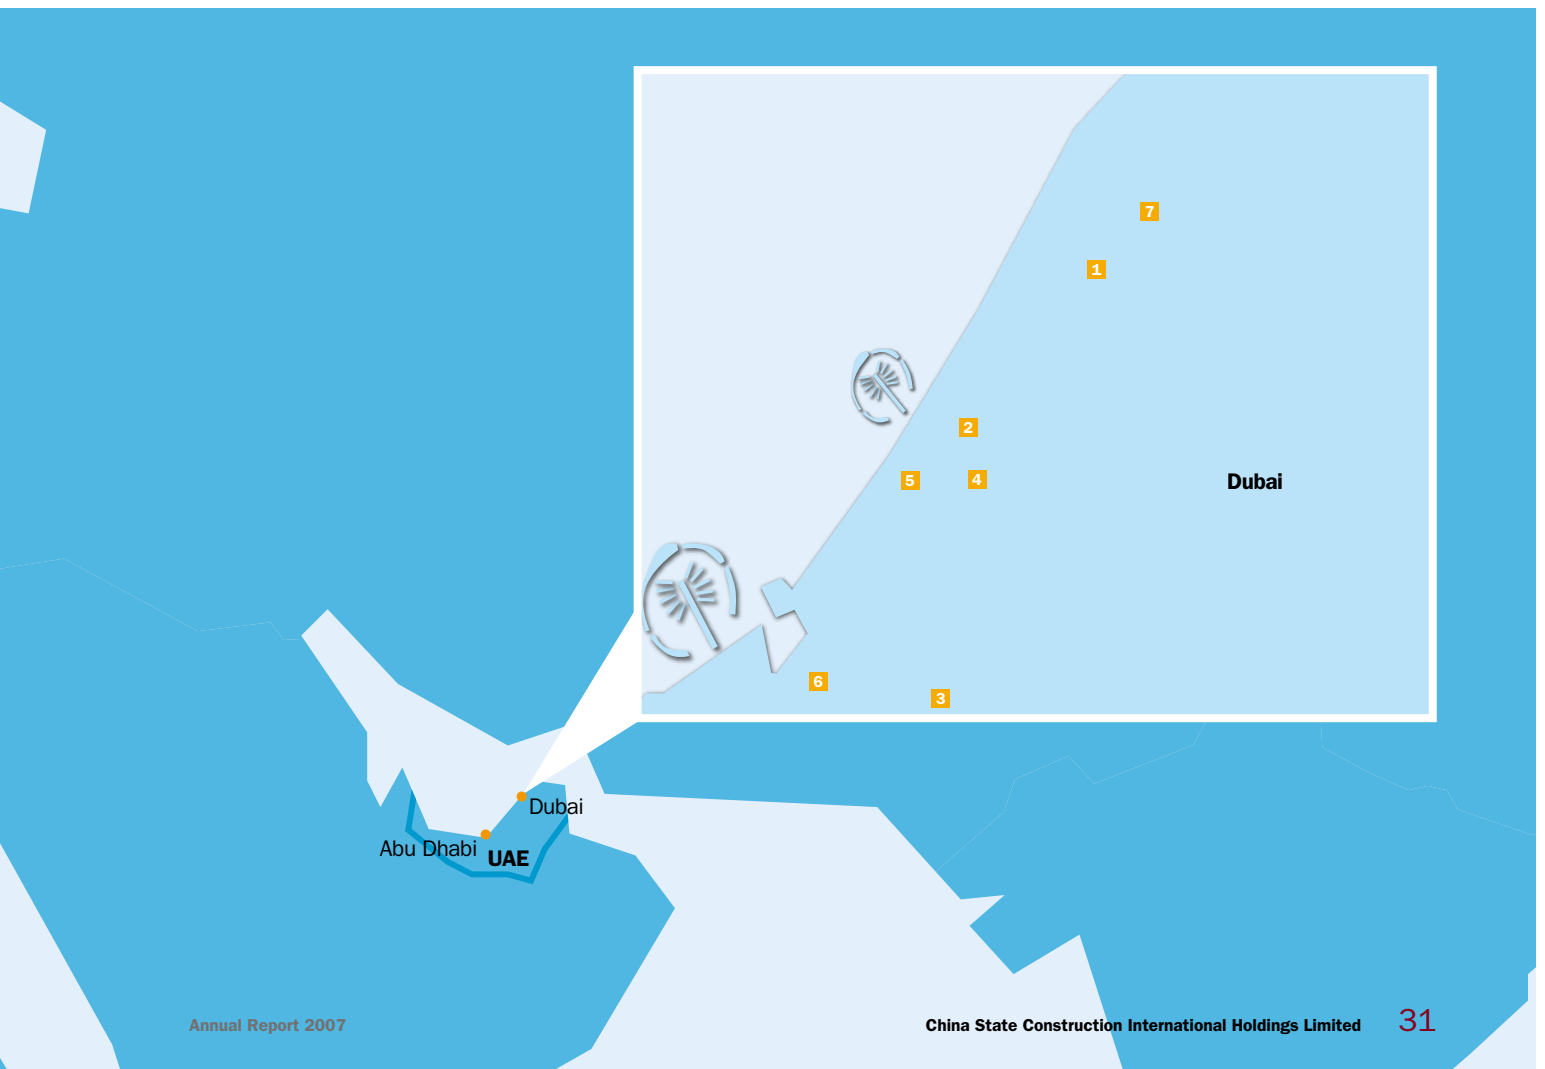 7
1
2
5
4
Dubai
6
3
Dubai
Abu Dhabi
UAE
Annual Report 2007
China State Construction International Holdings Limited
31